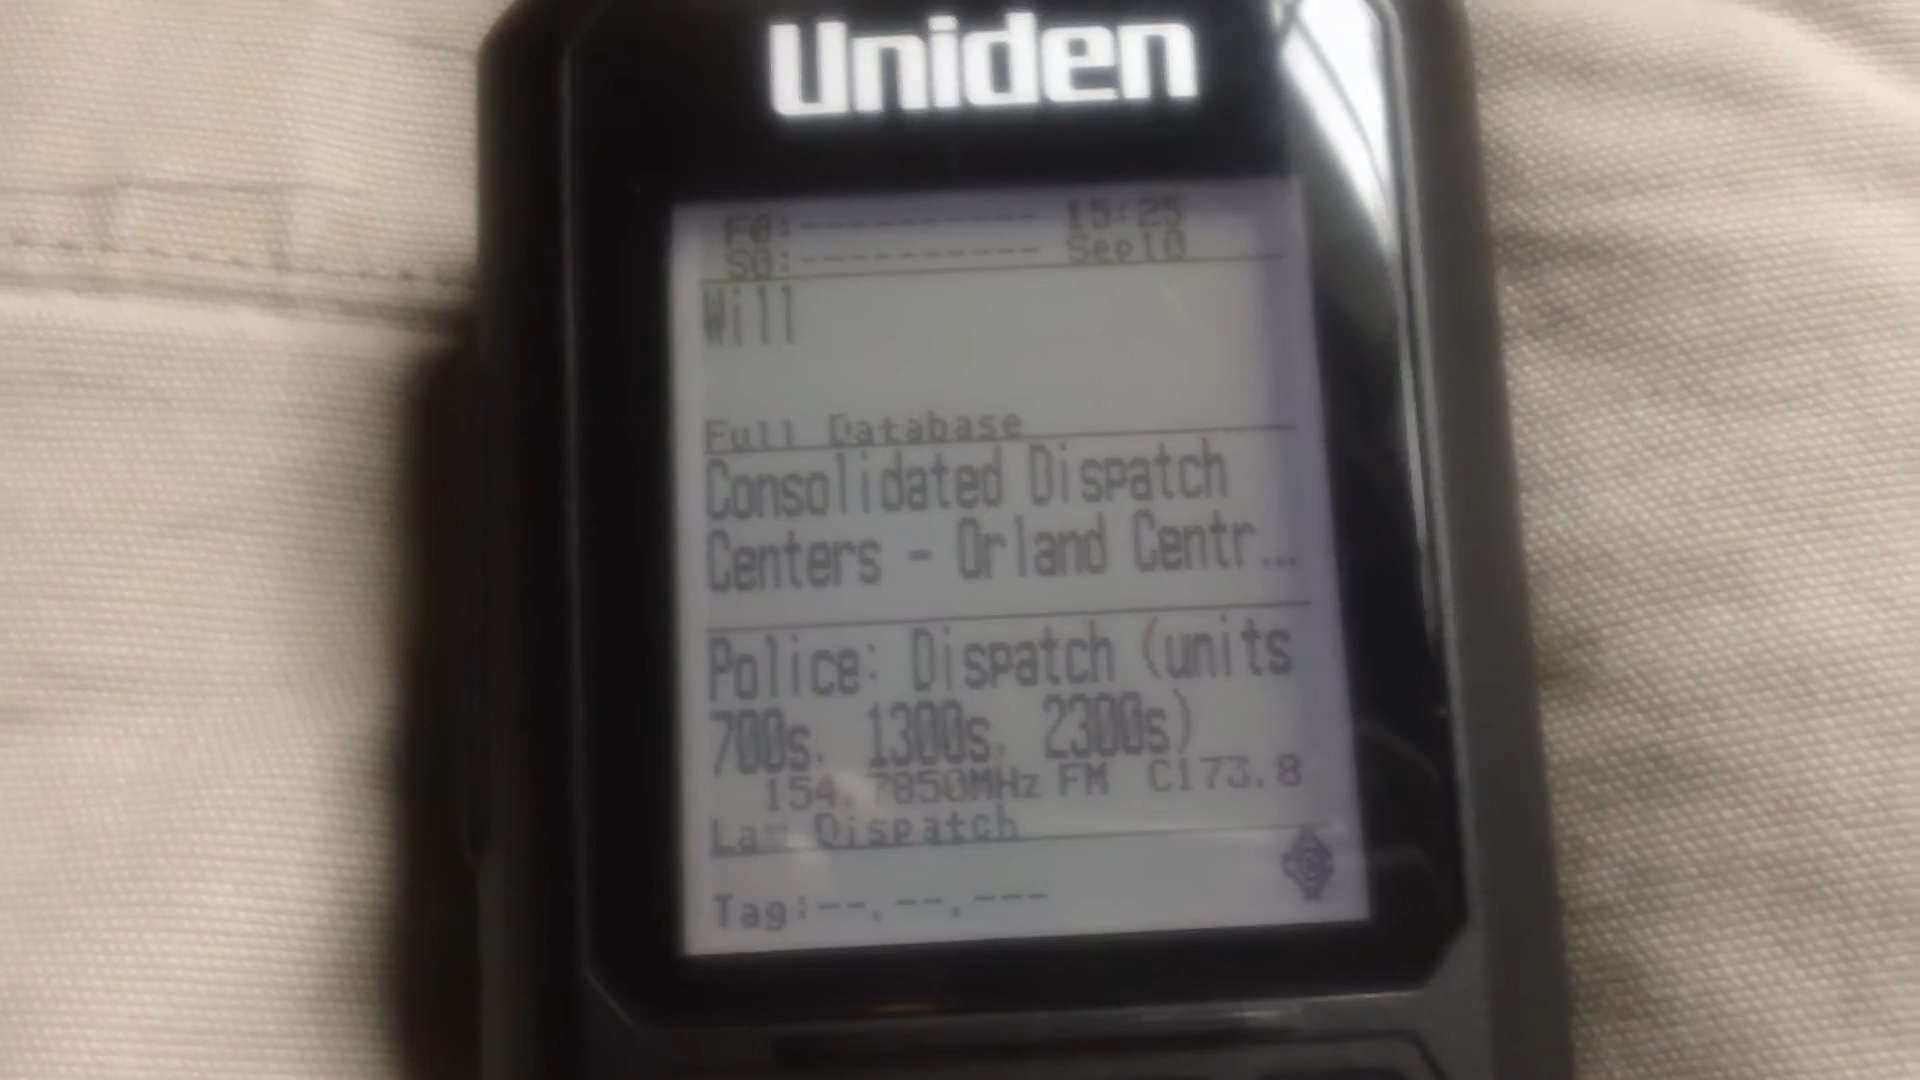 Uniden
F0:---------- 15:25
S0:---------- Sep10
Will
Full Database
Consolidated Dispatch
Centers - Orland Centr...
Police: Dispatch (units
700s, 1300s, 2300s)
154.7850MHz FM C173.8
Law Dispatch
Tag:--.--.---